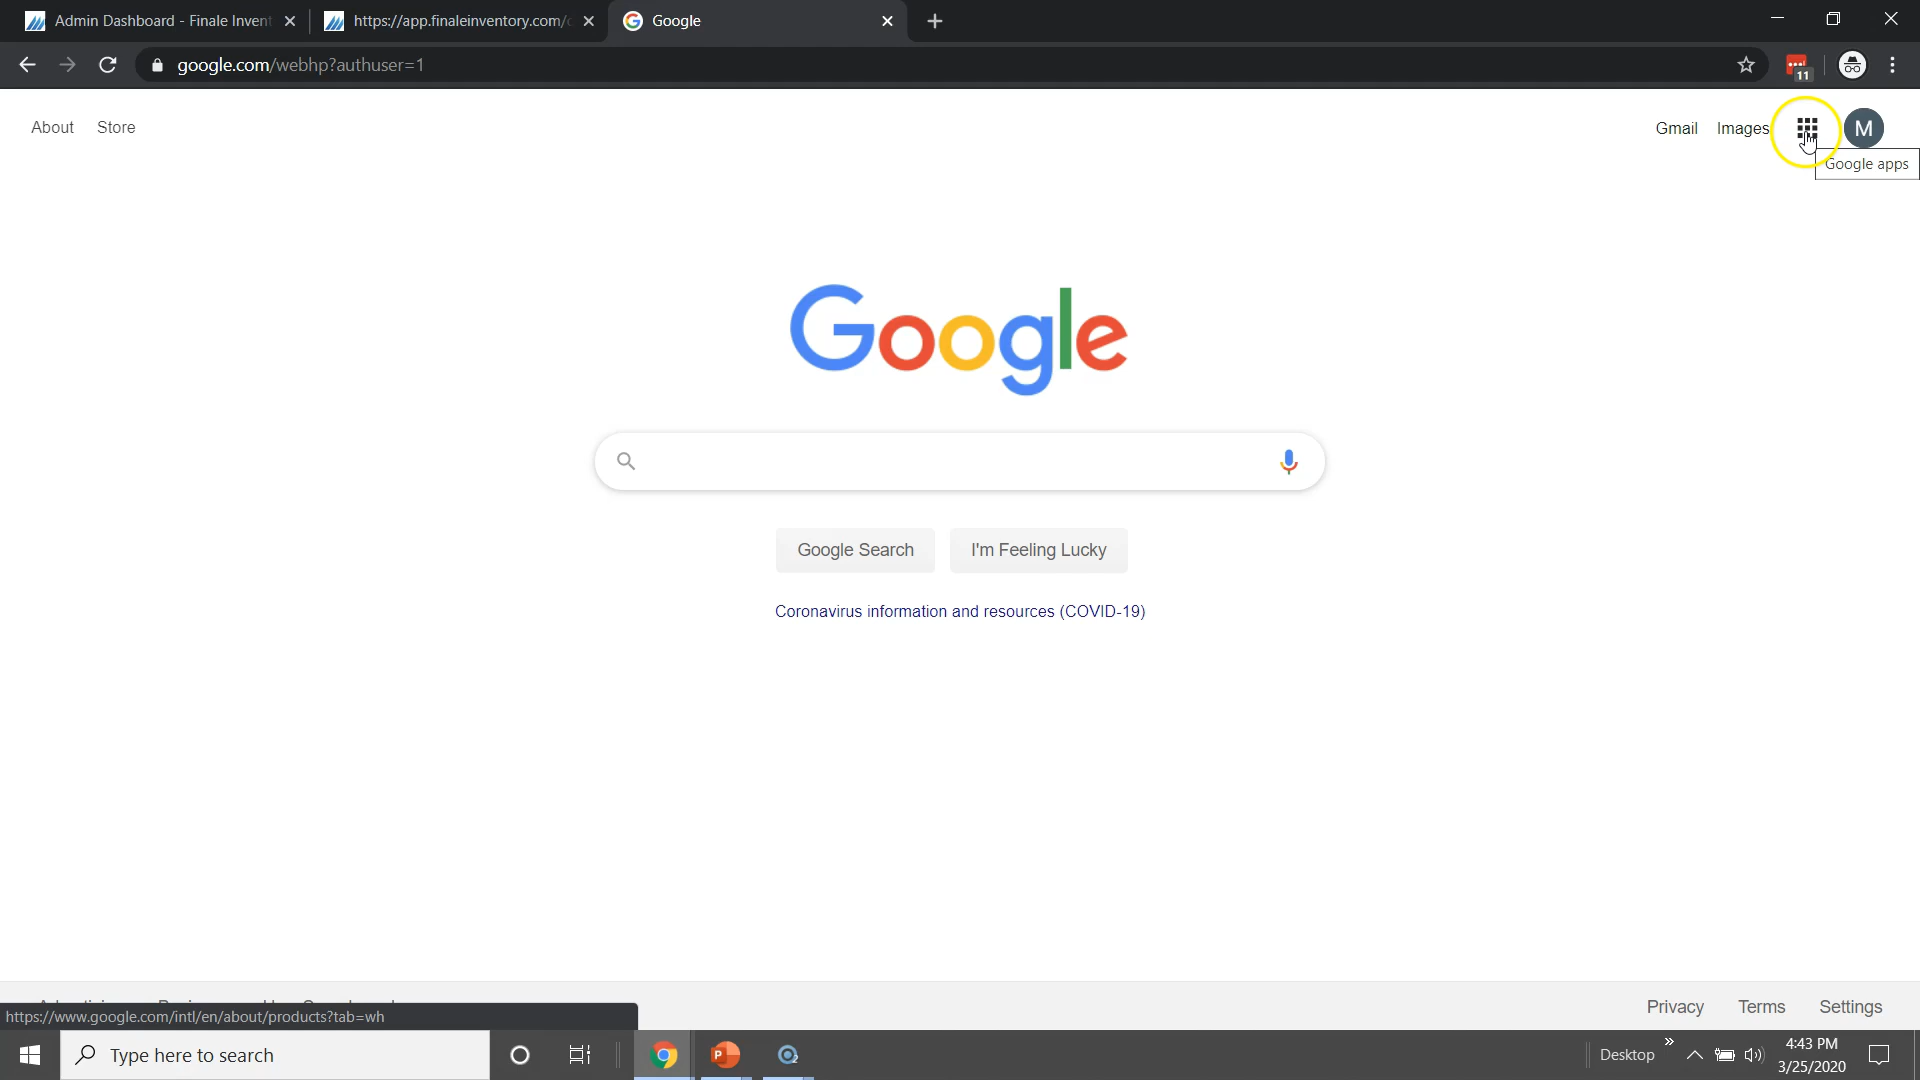 Admin Dashboard - Finale Invent
https://app.finaleinventory.com/
Google
google.com/webhp?authuser=1
11
About Store
Gmail Images
M
Google apps
Google
Google Search I'm Feeling Lucky
Coronavirus information and resources (COVID-19)
Privacy Terms Settings
https://www.google.com/intl/en/about/products?tab=wh
Type here to search
P
Desktop
4:43 PM
3/25/2020